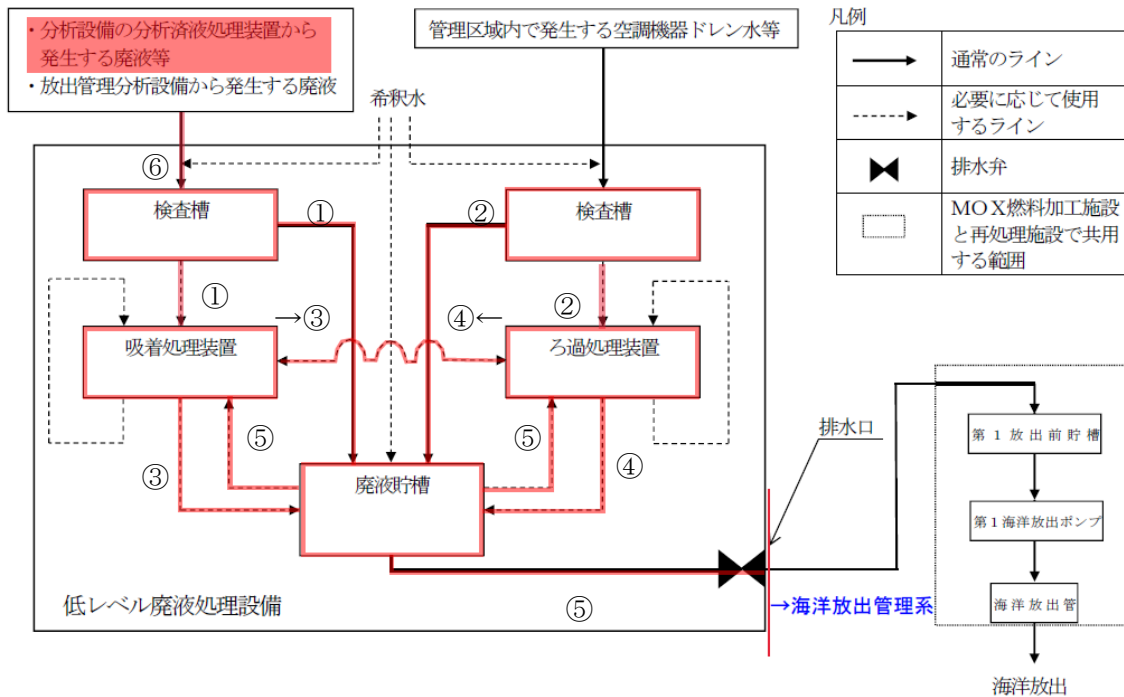 ・分析設備の分析済液処理装置から
発生する廃液等
・放出管理分析設備から発生する廃液
管理区域内で発生する空調機器ドレン水等
凡例
通常のライン
必要に応じて使用
するライン
排水弁
ＭＯＸ燃料加工施設
と再処理施設で共用
する範囲
希釈水
⑥
検査槽
①
②
検査槽
①
→③
④←
②
吸着処理装置
ろ過処理装置
⑤
⑤
③
④
廃液貯槽
排水口
第１放出前貯槽
第１海洋放出ポンプ
海洋放出管
低レベル廃液処理設備
⑤
→海洋放出管理系
海洋放出